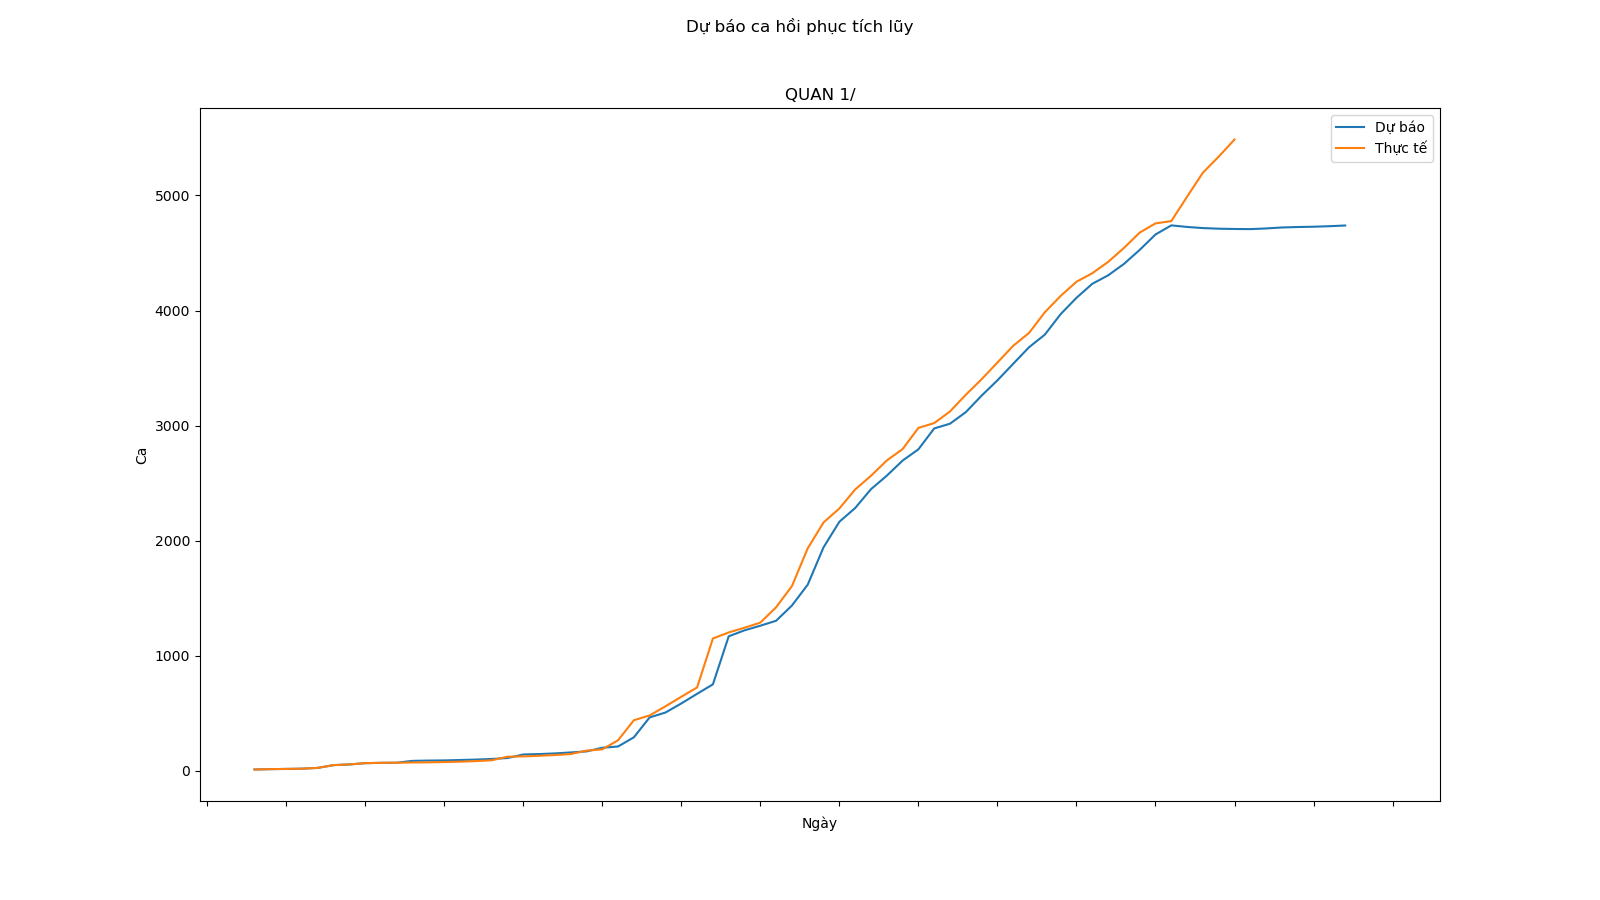 Dự báo ca hồi phục tích lũy
QUAN 1/
Dự báo
Thực tế
5000
4000
3000
2000
1000
0
Ca
Ngày